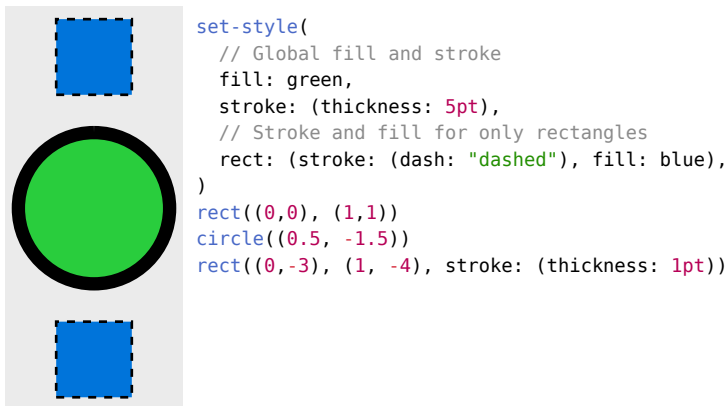 set-style(
  // Global fill and stroke
  fill: green,
  stroke: (thickness: 5pt),
  // Stroke and fill for only rectangles
  rect: (stroke: (dash: "dashed"), fill: blue),
)
rect((0,0), (1,1))
circle((0.5, -1.5))
rect((0,-3), (1, -4), stroke: (thickness: 1pt))